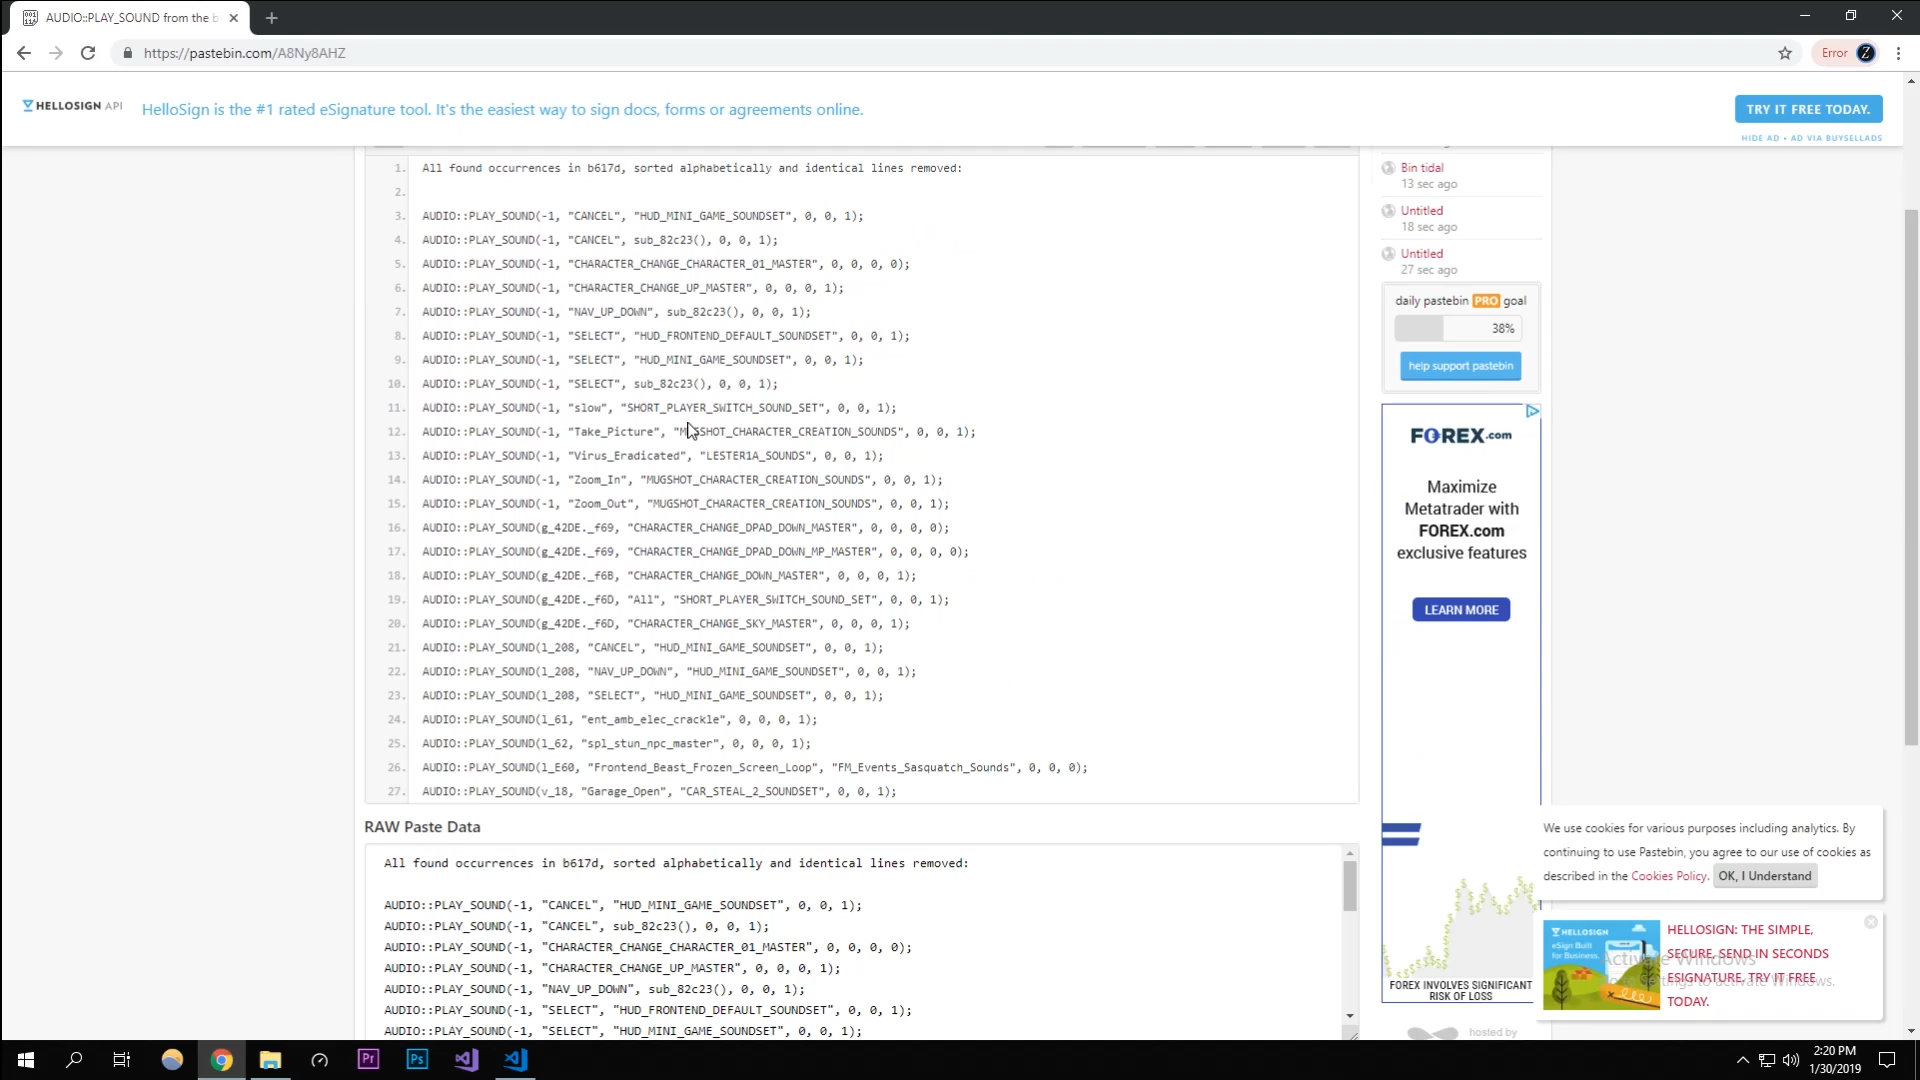 AUDIO::PLAY_SOUND from the b
https://pastebin.com/A8Ny8AHZ
Error
HELLOSIGN API
HelloSign is the #1 rated eSignature tool. It's the easiest way to sign docs, forms or agreements online.
TRY IT FREE TODAY.
HIDE AD • AD VIA BUYSELLADS
1. All found occurrences in b617d, sorted alphabetically and identical lines removed:
2.
3. AUDIO::PLAY_SOUND(-1, "CANCEL", "HUD_MINI_GAME_SOUNDSET", 0, 0, 1);
4. AUDIO::PLAY_SOUND(-1, "CANCEL", sub_82c23(), 0, 0, 1);
5. AUDIO::PLAY_SOUND(-1, "CHARACTER_CHANGE_CHARACTER_01_MASTER", 0, 0, 0, 0);
6. AUDIO::PLAY_SOUND(-1, "CHARACTER_CHANGE_UP_MASTER", 0, 0, 0, 1);
7. AUDIO::PLAY_SOUND(-1, "NAV_UP_DOWN", sub_82c23(), 0, 0, 1);
8. AUDIO::PLAY_SOUND(-1, "SELECT", "HUD_FRONTEND_DEFAULT_SOUNDSET", 0, 0, 1);
9. AUDIO::PLAY_SOUND(-1, "SELECT", "HUD_MINI_GAME_SOUNDSET", 0, 0, 1);
10. AUDIO::PLAY_SOUND(-1, "SELECT", sub_82c23(), 0, 0, 1);
11. AUDIO::PLAY_SOUND(-1, "slow", "SHORT_PLAYER_SWITCH_SOUND_SET", 0, 0, 1);
12. AUDIO::PLAY_SOUND(-1, "Take_Picture", "MUGSHOT_CHARACTER_CREATION_SOUNDS", 0, 0, 1);
13. AUDIO::PLAY_SOUND(-1, "Virus_Eradicated", "LESTER1A_SOUNDS", 0, 0, 1);
14. AUDIO::PLAY_SOUND(-1, "Zoom_In", "MUGSHOT_CHARACTER_CREATION_SOUNDS", 0, 0, 1);
15. AUDIO::PLAY_SOUND(-1, "Zoom_Out", "MUGSHOT_CHARACTER_CREATION_SOUNDS", 0, 0, 1);
16. AUDIO::PLAY_SOUND(g_42DE._f69, "CHARACTER_CHANGE_DPAD_DOWN_MASTER", 0, 0, 0, 0);
17. AUDIO::PLAY_SOUND(g_42DE._f69, "CHARACTER_CHANGE_DPAD_DOWN_MP_MASTER", 0, 0, 0, 0);
18. AUDIO::PLAY_SOUND(g_42DE._f6B, "CHARACTER_CHANGE_DOWN_MASTER", 0, 0, 0, 1);
19. AUDIO::PLAY_SOUND(g_42DE._f6D, "All", "SHORT_PLAYER_SWITCH_SOUND_SET", 0, 0, 1);
20. AUDIO::PLAY_SOUND(g_42DE._f6D, "CHARACTER_CHANGE_SKY_MASTER", 0, 0, 0, 1);
21. AUDIO::PLAY_SOUND(l_208, "CANCEL", "HUD_MINI_GAME_SOUNDSET", 0, 0, 1);
22. AUDIO::PLAY_SOUND(l_208, "NAV_UP_DOWN", "HUD_MINI_GAME_SOUNDSET", 0, 0, 1);
23. AUDIO::PLAY_SOUND(l_208, "SELECT", "HUD_MINI_GAME_SOUNDSET", 0, 0, 1);
24. AUDIO::PLAY_SOUND(l_61, "ent_amb_elec_crackle", 0, 0, 0, 1);
25. AUDIO::PLAY_SOUND(l_62, "spl_stun_npc_master", 0, 0, 0, 1);
26. AUDIO::PLAY_SOUND(l_E60, "Frontend_Beast_Frozen_Screen_Loop", "FM_Events_Sasquatch_Sounds", 0, 0, 0);
27. AUDIO::PLAY_SOUND(v_18, "Garage_Open", "CAR_STEAL_2_SOUNDSET", 0, 0, 1);
RAW Paste Data
All found occurrences in b617d, sorted alphabetically and identical lines removed:
AUDIO::PLAY_SOUND(-1, "CANCEL", "HUD_MINI_GAME_SOUNDSET", 0, 0, 1);
AUDIO::PLAY_SOUND(-1, "CANCEL", sub_82c23(), 0, 0, 1);
AUDIO::PLAY_SOUND(-1, "CHARACTER_CHANGE_CHARACTER_01_MASTER", 0, 0, 0, 0);
AUDIO::PLAY_SOUND(-1, "CHARACTER_CHANGE_UP_MASTER", 0, 0, 0, 1);
AUDIO::PLAY_SOUND(-1, "NAV_UP_DOWN", sub_82c23(), 0, 0, 1);
AUDIO::PLAY_SOUND(-1, "SELECT", "HUD_FRONTEND_DEFAULT_SOUNDSET", 0, 0, 1);
AUDIO::PLAY_SOUND(-1, "SELECT", "HUD_MINI_GAME_SOUNDSET", 0, 0, 1);
Bin tidal
13 sec ago
Untitled
18 sec ago
Untitled
27 sec ago
daily pastebin PRO goal
38%
help support pastebin
FOREX.com
Maximize
Metatrader with
FOREX.com
exclusive features
LEARN MORE
FOREX INVOLVES SIGNIFICANT
RISK OF LOSS
hosted by
We use cookies for various purposes including analytics. By
continuing to use Pastebin, you agree to our use of cookies as
described in the Cookies Policy. OK, I Understand
HELLOSIGN
eSign Built
for Business.
HELLOSIGN: THE SIMPLE,
SECURE, SEND IN SECONDS
ESIGNATURE. TRY IT FREE
TODAY.
Activate Windows
Settings to activate Windows.
Pr
Ps
2:20 PM
1/30/2019